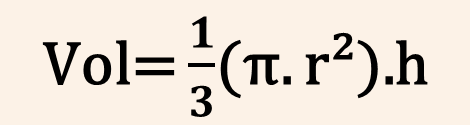 Vol= 1/3 (π. r²).h